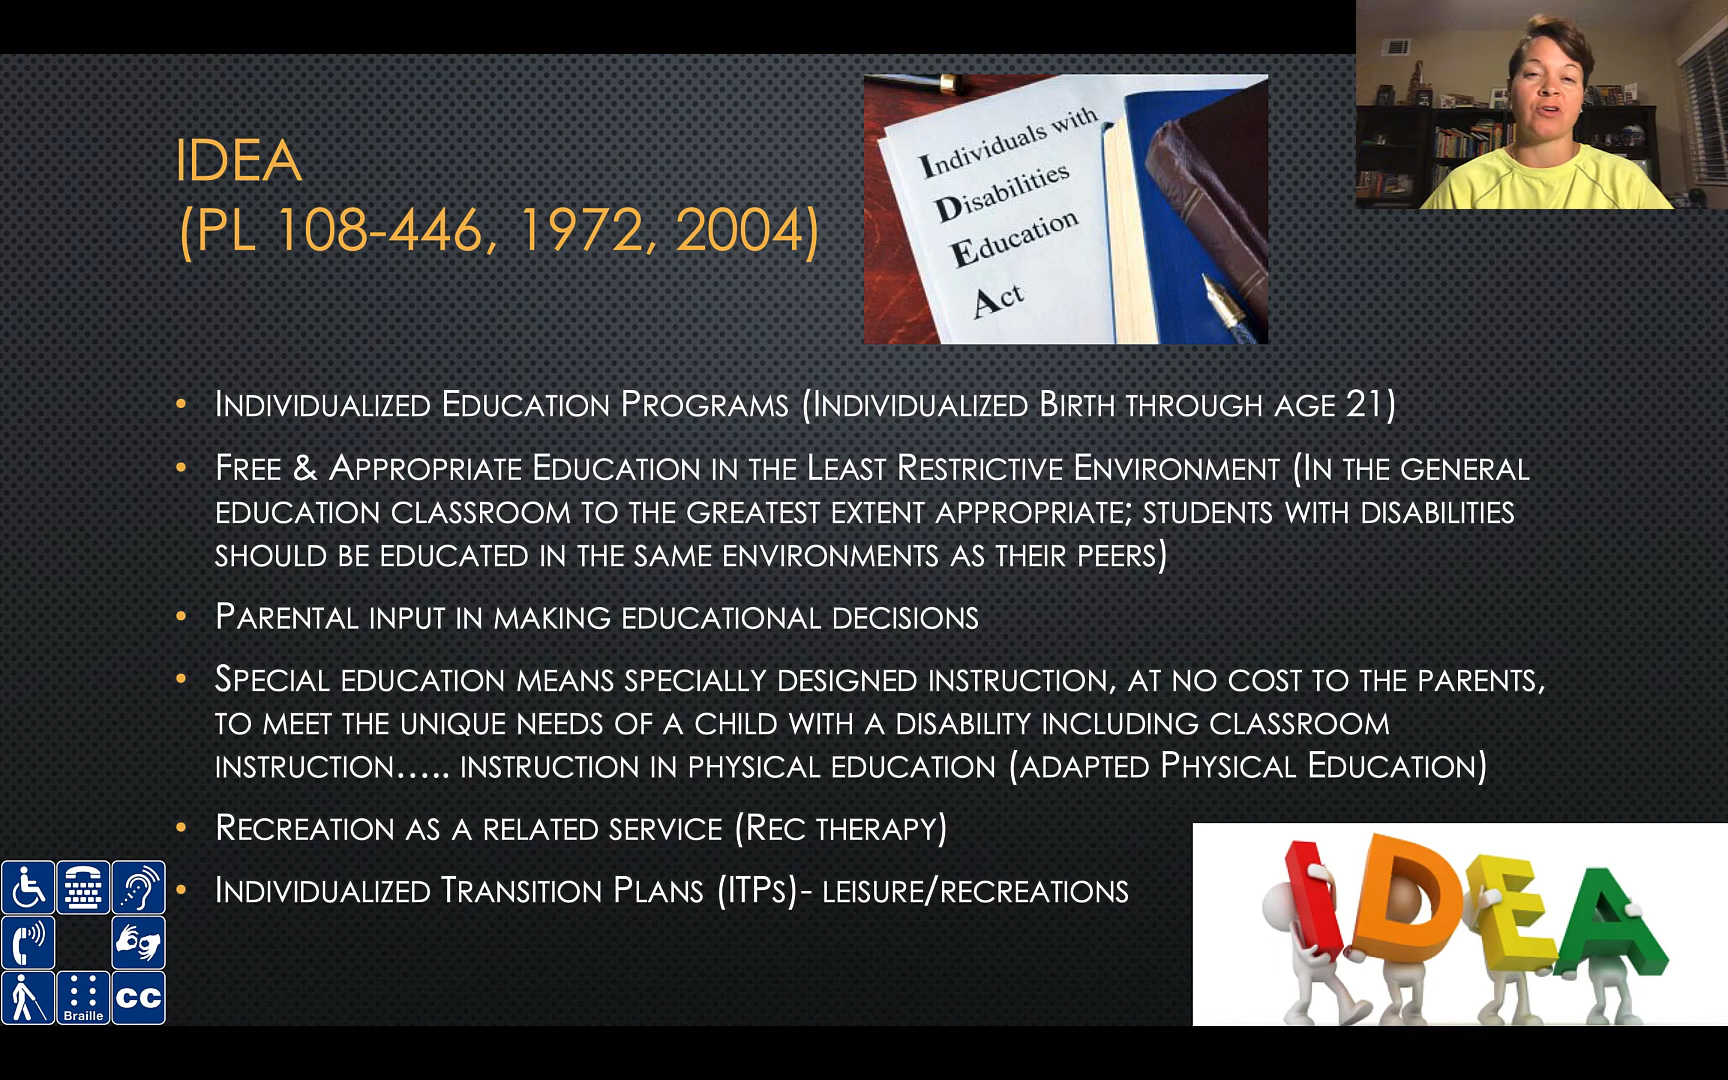 IDEA
(PL 108-446, 1972, 2004)
Individuals with
Disabilities
Education
Act
• Individualized Education Programs (Individualized Birth through age 21)
• Free & Appropriate Education in the Least Restrictive Environment (In the general
education classroom to the greatest extent appropriate; students with disabilities
should be educated in the same environments as their peers)
• Parental input in making educational decisions
• Special education means specially designed instruction, at no cost to the parents,
to meet the unique needs of a child with a disability including classroom
instruction..... instruction in physical education (adapted Physical Education)
• Recreation as a related service (Rec therapy)
• Individualized Transition Plans (ITPs)- leisure/recreations
Braille
CC
IDEA